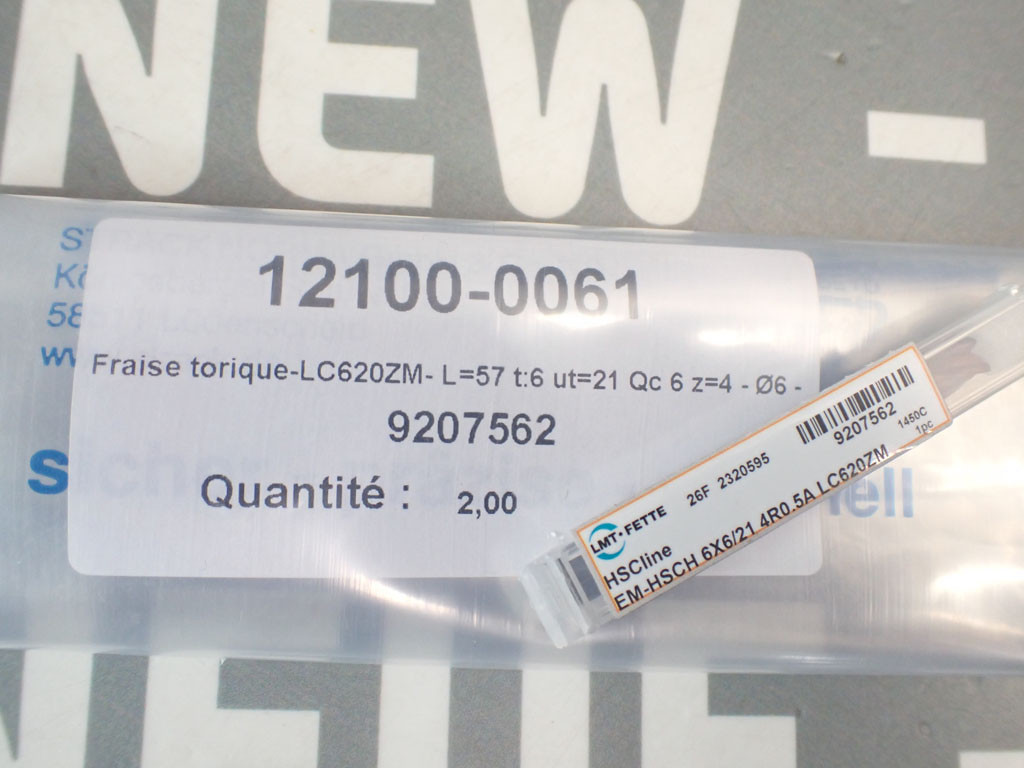 NEW -
12100-0061
Fraise torique-LC620ZM- L=57 t:6 ut=21 Qc 6 z=4 - Ø6 -
9207562
Quantité : 2,00
9207562
1450C
1pc
26F 2320595
LMT·FETTE
HSCline
EM-HSCH 6X6/21 4R0.5A LC620ZM